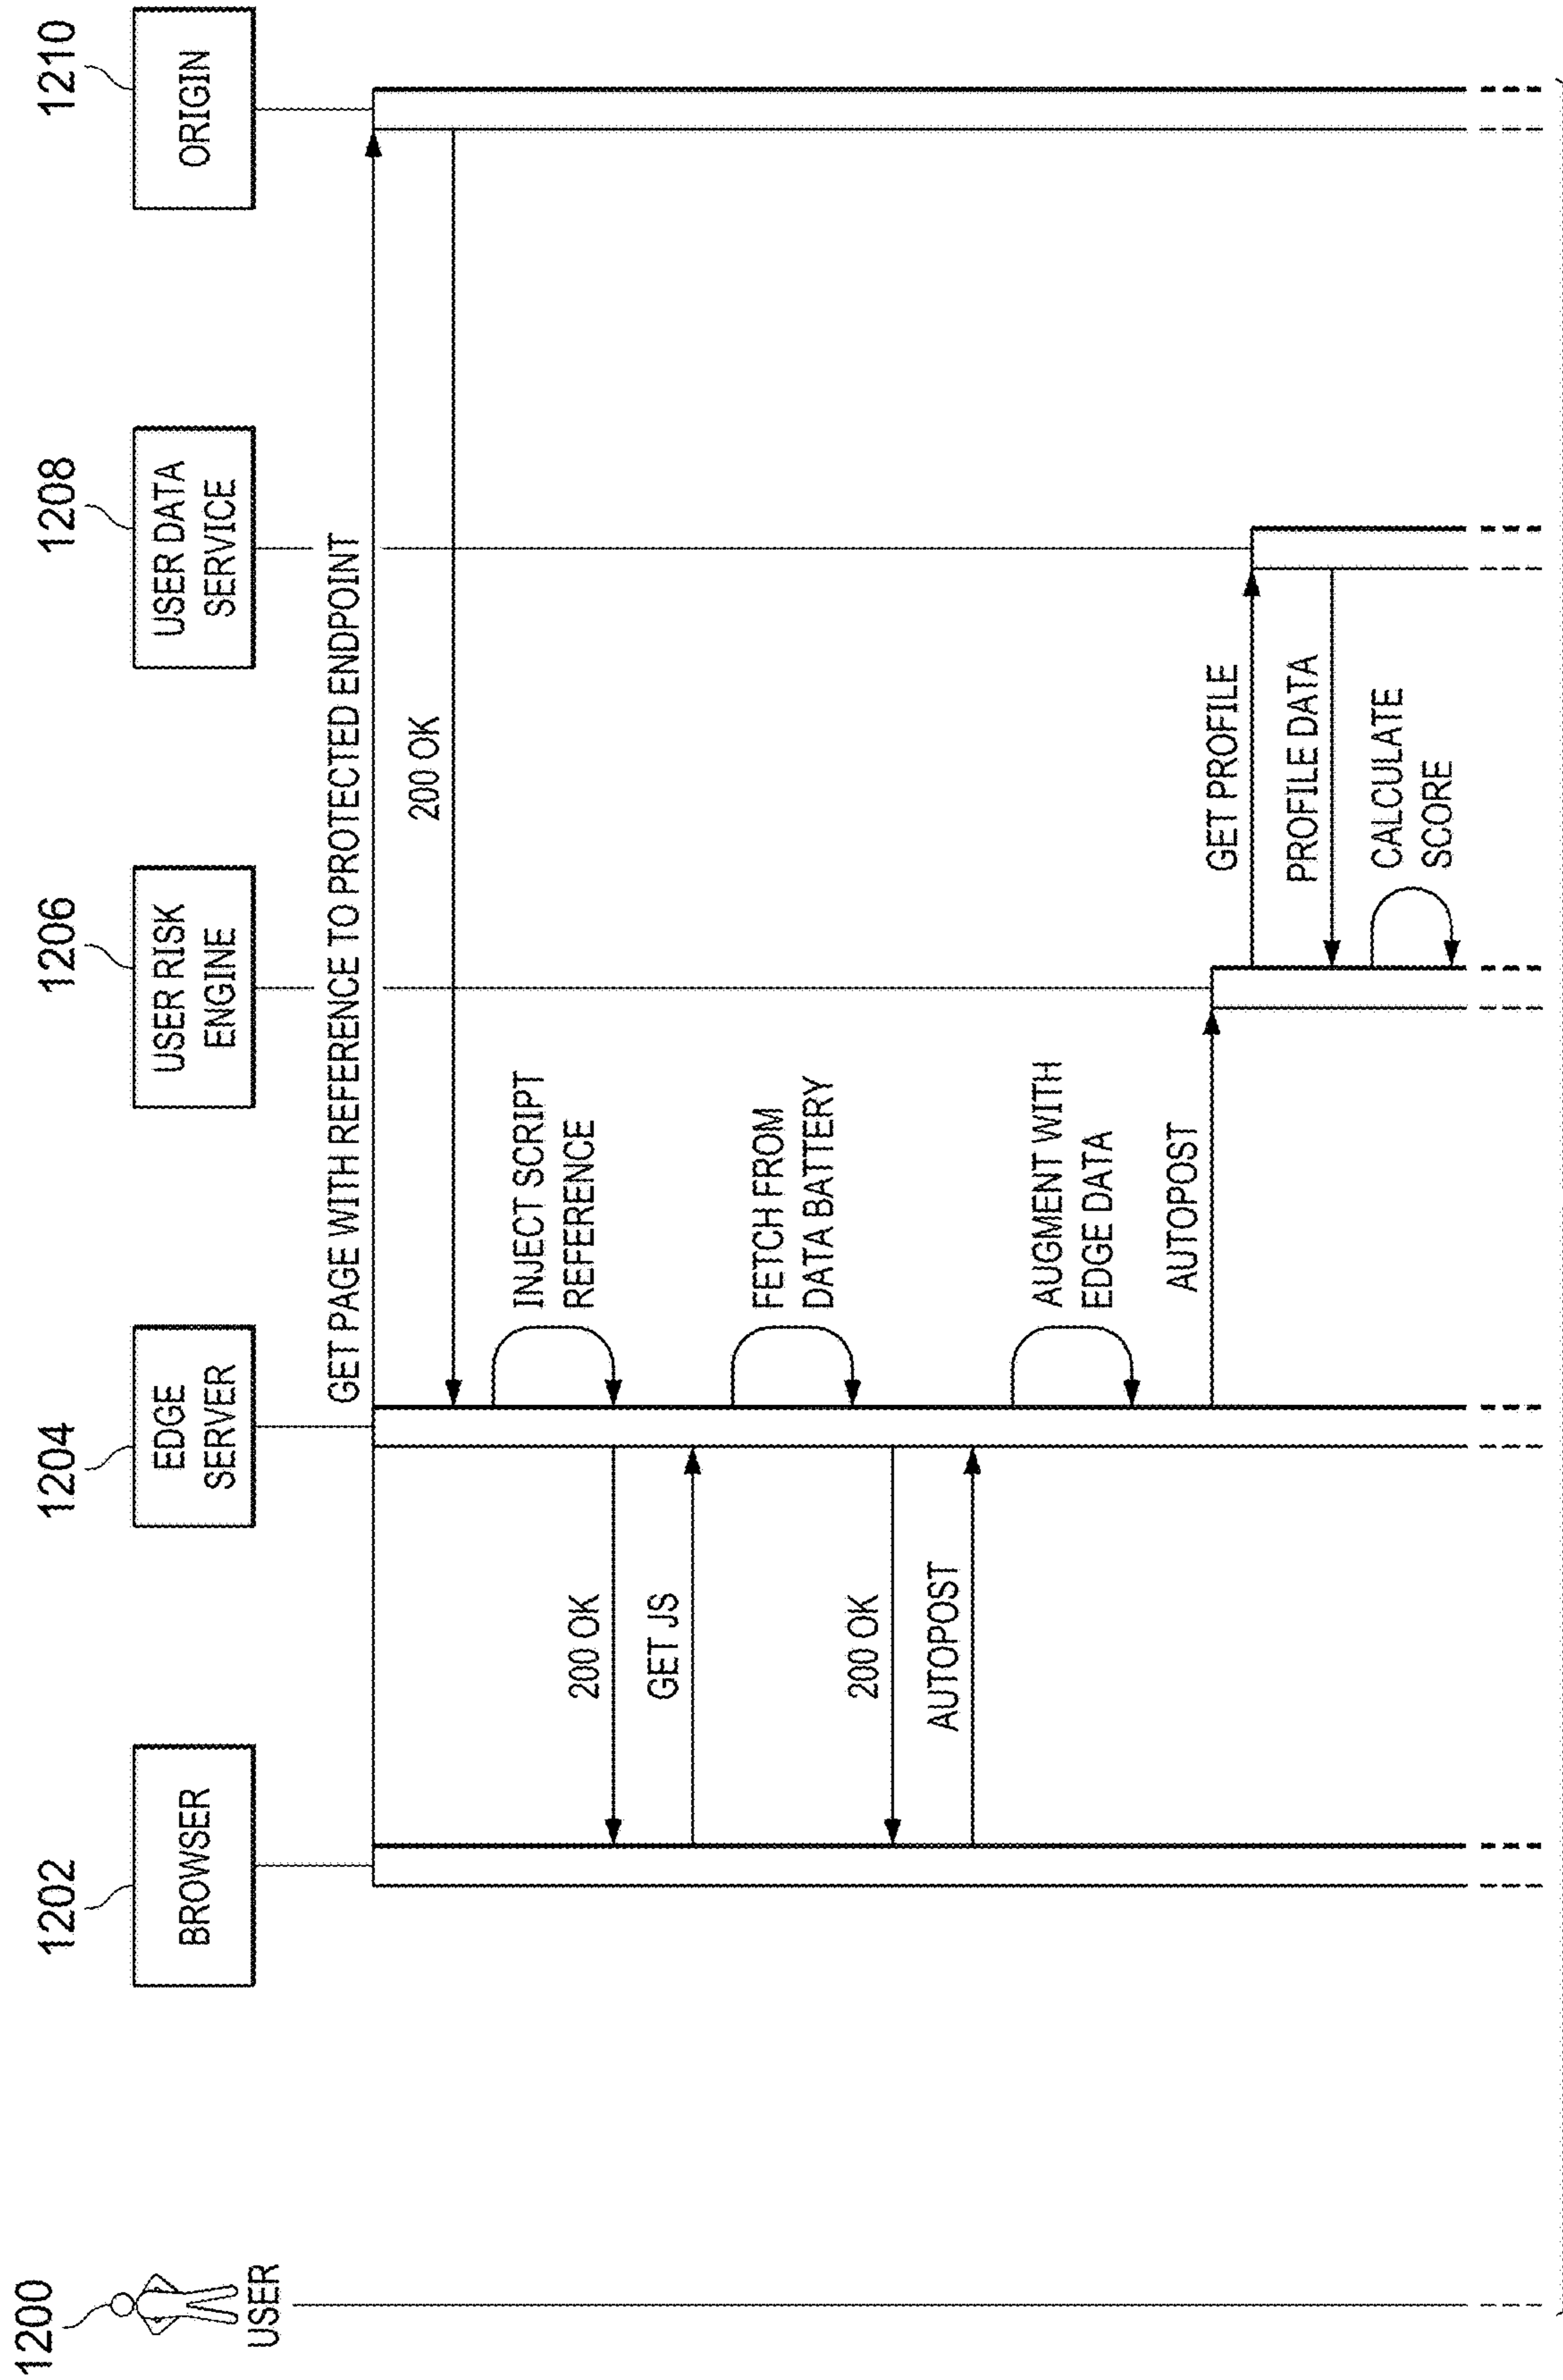 1200
USER
1202
BROWSER
1204
EDGE
SERVER
1206
USER RISK
ENGINE
1208
USER DATA
SERVICE
1210
ORIGIN
GET PAGE WITH REFERENCE TO PROTECTED ENDPOINT
200 OK
INJECT SCRIPT
REFERENCE
200 OK
GET JS
FETCH FROM
DATA BATTERY
200 OK
AUTOPOST
AUGMENT WITH
EDGE DATA
AUTOPOST
GET PROFILE
PROFILE DATA
CALCULATE
SCORE